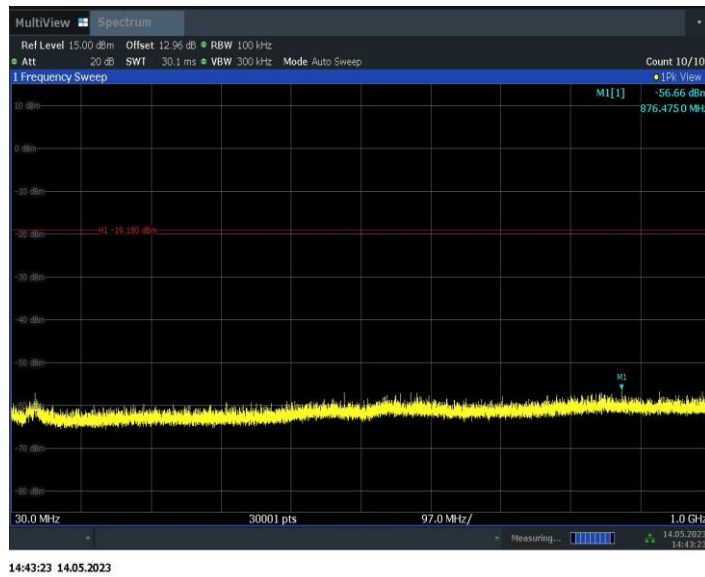 MultiView Spectrum
Ref Level 15.00 dBm Offset 12.96 dB RBW 100 kHz
Att 20 dB SWT 30.1 ms VBW 300 kHz Mode Auto Sweep Count 10/10
1 Frequency Sweep 1Pk View
M1[1] -56.66 dBm
876.4750 MHz
10 dBm
0 dBm
-10 dBm
H1 -19.180 dBm
-20 dBm
-30 dBm
-40 dBm
-50 dBm
M1
-70 dBm
-80 dBm
30.0 MHz 30001 pts 97.0 MHz/ 1.0 GHz
Measuring... 14.05.2023
14:43:23
14:43:23 14.05.2023